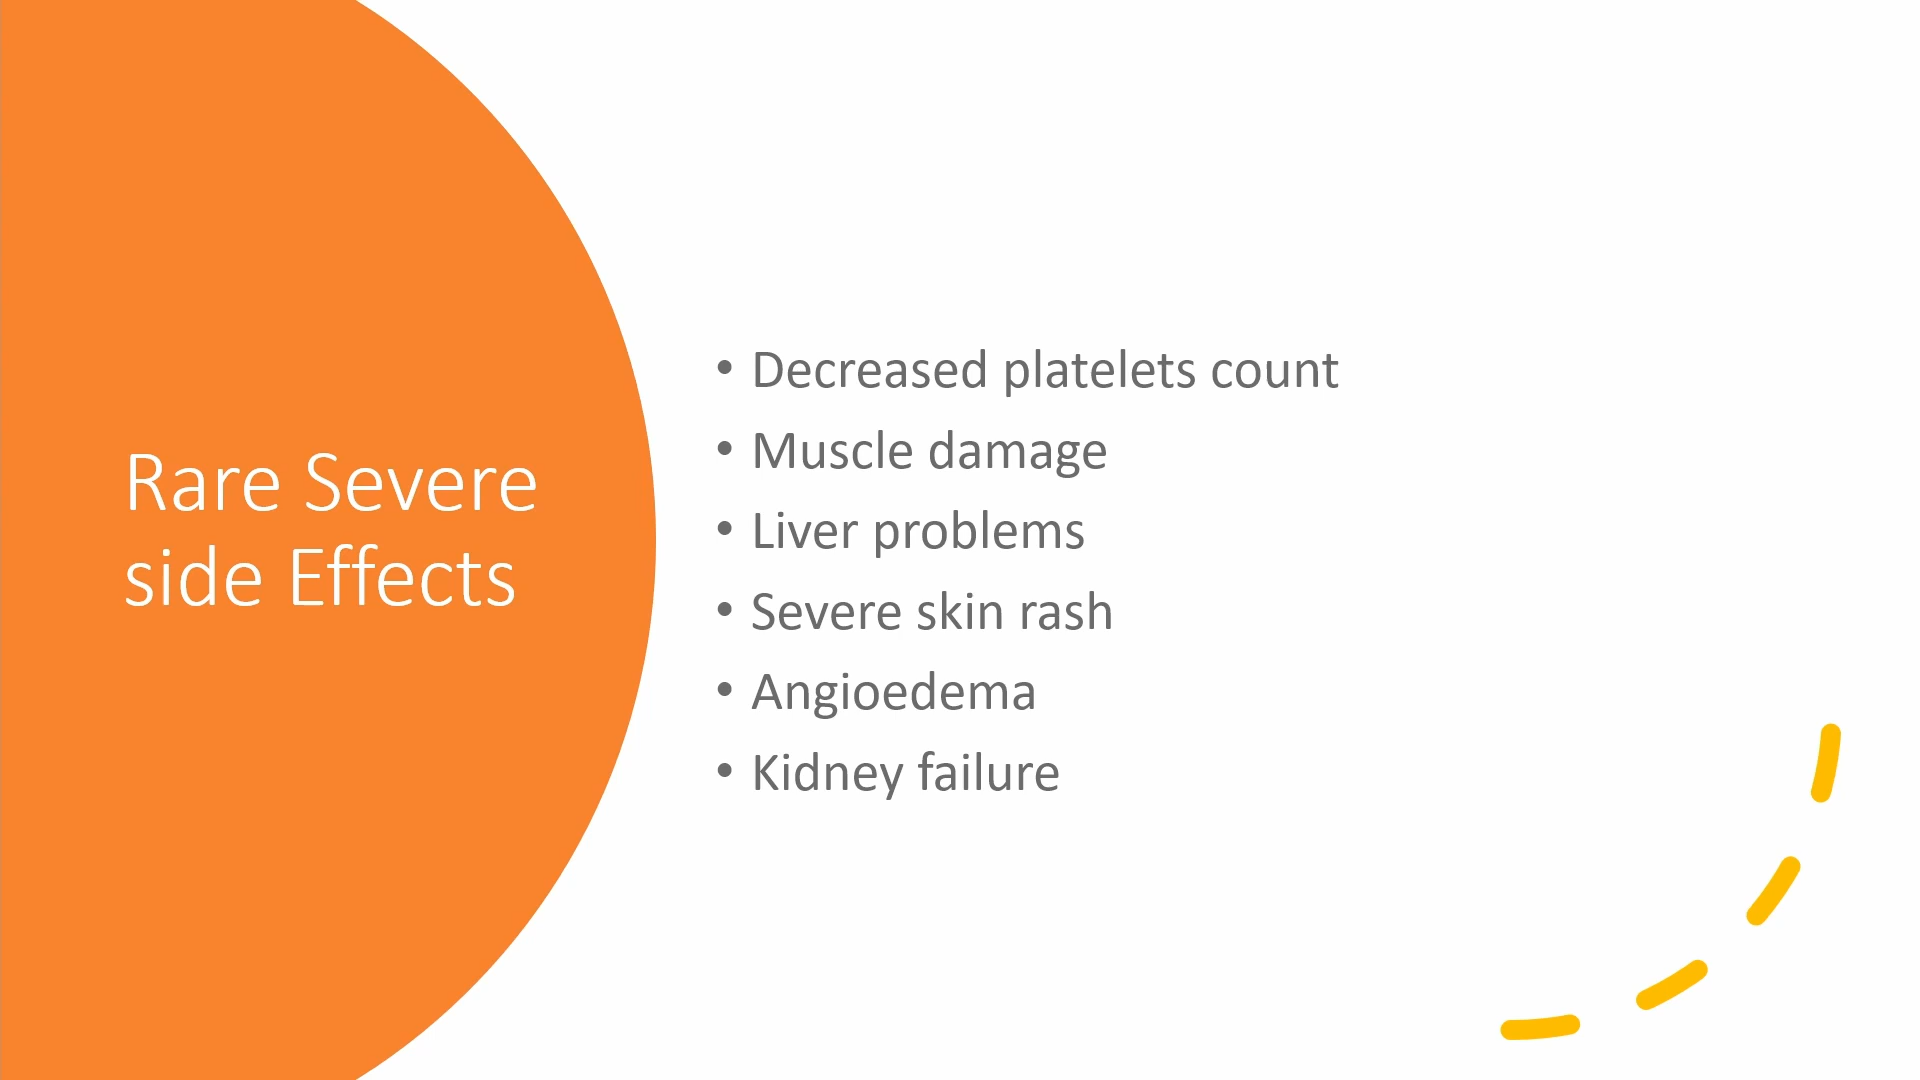 Rare Severe
side Effects
• Decreased platelets count
• Muscle damage
• Liver problems
• Severe skin rash
• Angioedema
• Kidney failure